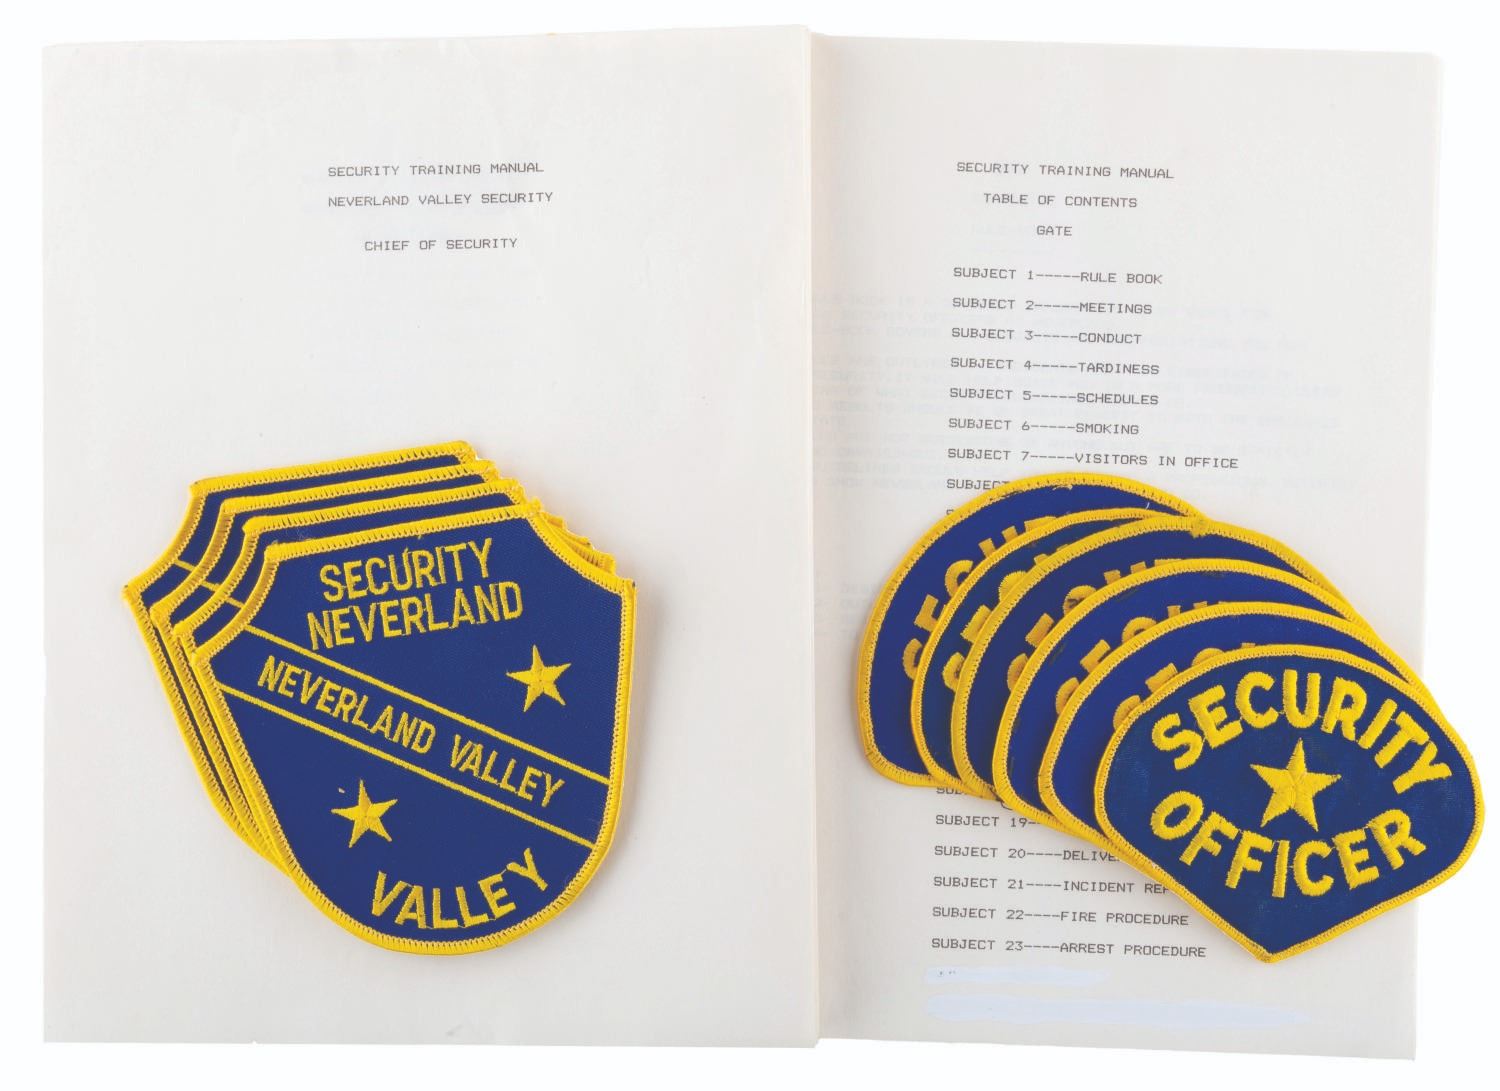 SECURITY TRAINING MANUAL
NEVERLAND VALLEY SECURITY
CHIEF OF SECURITY
SECURITY
NEVERLAND
NEVERLAND VALLEY
VALLEY
SECURITY TRAINING MANUAL
TABLE OF CONTENTS
GATE
SUBJECT 1-----RULE BOOK
SUBJECT 2-----MEETINGS
SUBJECT 3-----CONDUCT
SUBJECT 4-----TARDINESS
SUBJECT 5-----SCHEDULES
SUBJECT 6-----SMOKING
SUBJECT 7-----VISITORS IN OFFICE
SUBJECT
SUBJECT 19-
SUBJECT 20----DELIVE
SUBJECT 21----INCIDENT REP
SUBJECT 22----FIRE PROCEDURE
SUBJECT 23----ARREST PROCEDURE
SECURITY
OFFICER